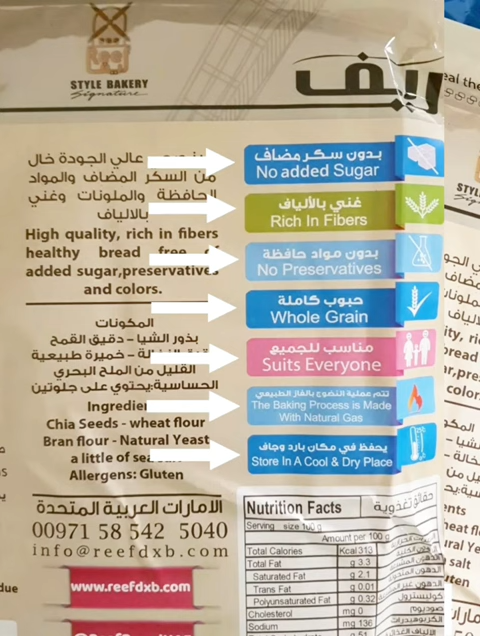 STYLE BAKERY
Signature
ريف
عالي الجودة خال
من السكر المضاف والمواد
الحافظة والملونات وغني
بالالياف
High quality, rich in fibers
healthy bread free of
added sugar,preservatives
and colors.
المكونات
بذور الشيا - دقيق القمح
النخالة - خميرة طبيعية
القليل من الملح البحري
الحساسية:يحتوي على جلوتين
Ingredien
Chia Seeds - wheat flour
Bran flour - Natural Yeast
a little of sea
Allergens: Gluten
الامارات العربية المتحدة
00971 58 542 5040
info@reefdxb.com
www.reefdxb.com
بدون سكر مضاف
No added Sugar
غني بالألياف
Rich In Fibers
بدون مواد حافظة
No Preservatives
حبوب كاملة
Whole Grain
مناسب للجميع
Suits Everyone
تتم عملية النضوج بالغاز الطبيعي
The Baking Process is Made
With Natural Gas
يحفظ في مكان بارد وجاف
Store In A Cool & Dry Place
Nutrition Facts حقائق تغذوية
Serving size 100 g
Amount per 100 g
Total Calories Kcal 313
Total Fat g 3.3
Saturated Fat g 2.1
Trans Fat g 0.01
Polyunsaturated Fat g 0.32
Cholesterol mg 0
Sodium mg 136